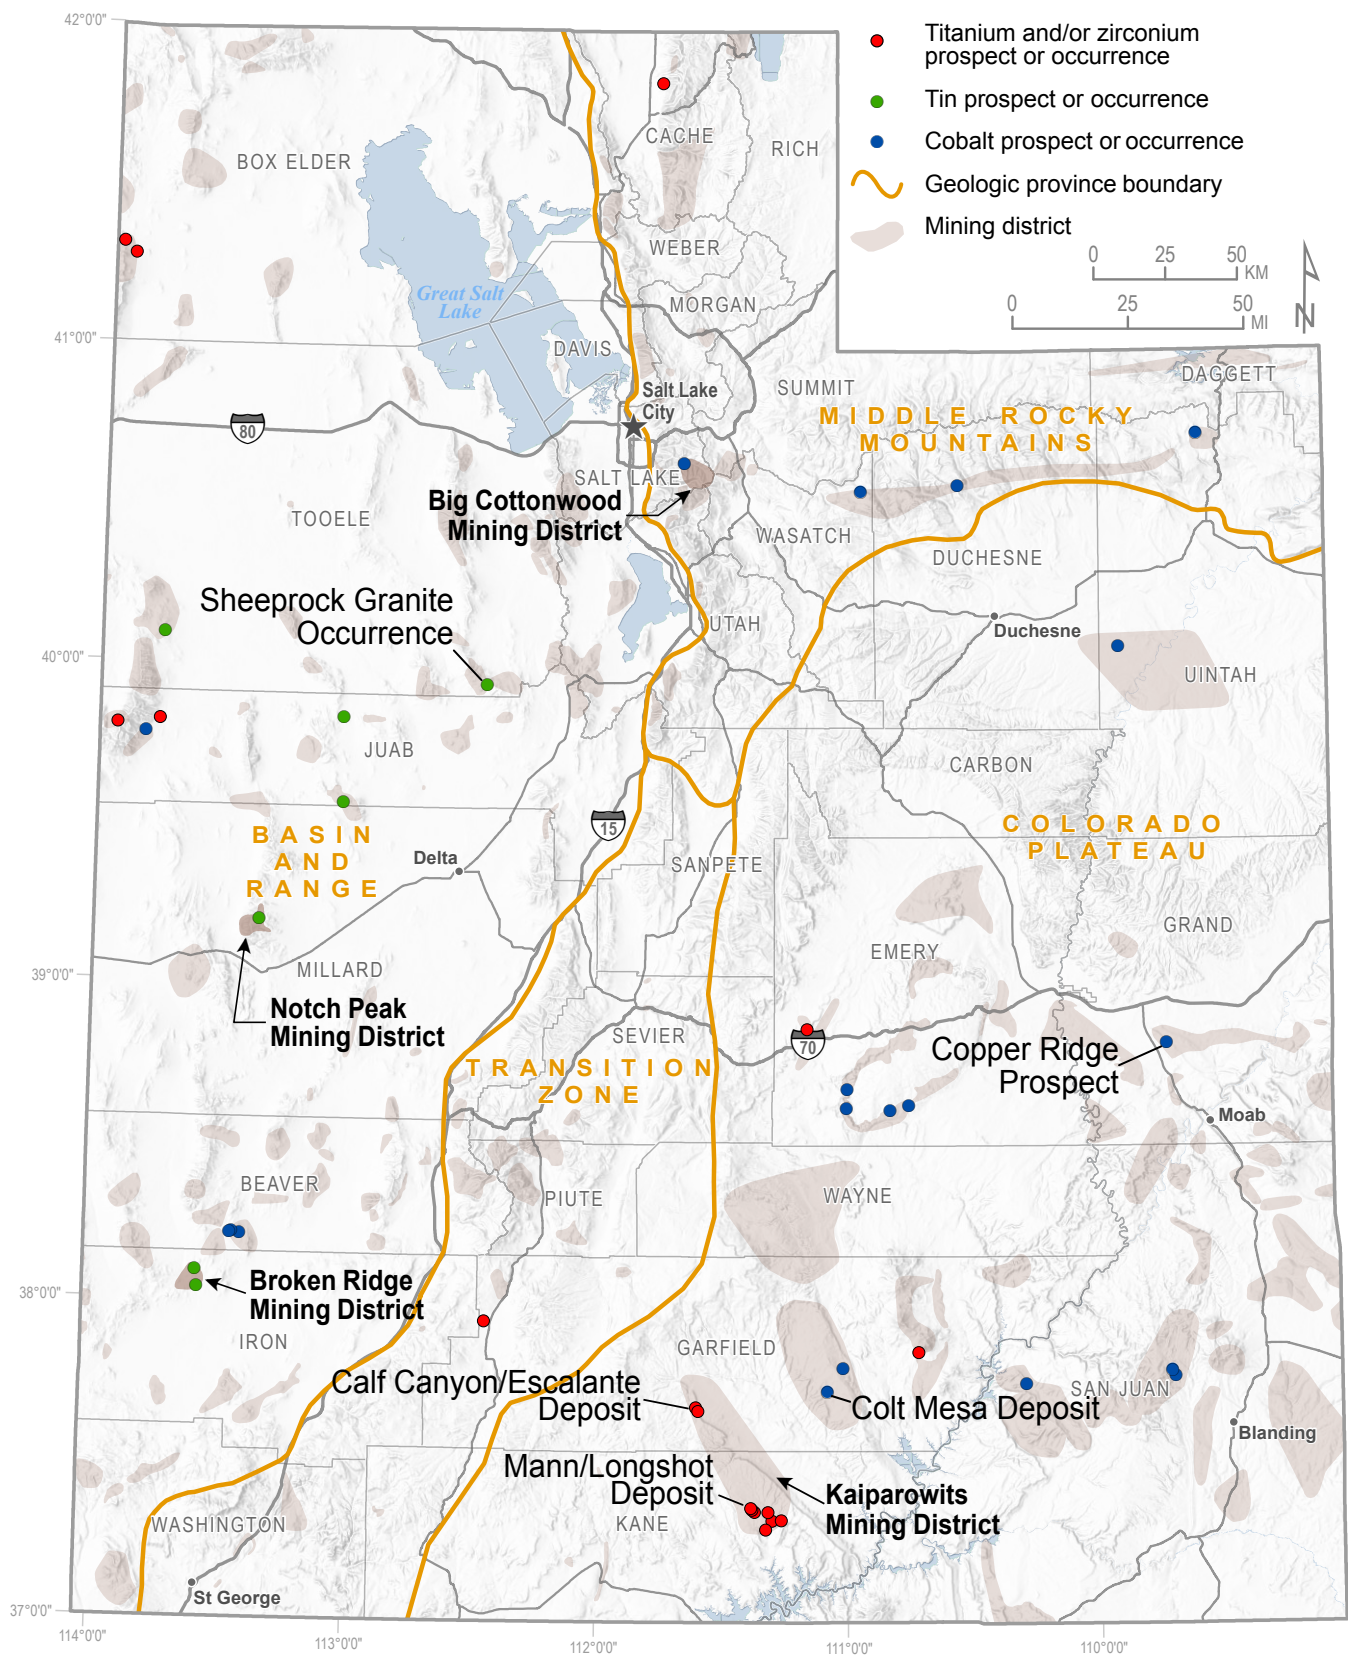 42°0'0"
Titanium and/or zirconium
prospect or occurrence
Tin prospect or occurrence
Cobalt prospect or occurrence
Geologic province boundary
Mining district
0 25 50
KM
0 25 50
MI
N
CACHE
RICH
BOX ELDER
WEBER
MORGAN
Great Salt
Lake
41°0'0"
DAVIS
SUMMIT
DAGGETT
Salt Lake
City
MIDDLE ROCKY
MOUNTAINS
80
SALT LAKE
Big Cottonwood
Mining District
TOOELE
WASATCH
DUCHESNE
Sheeprock Granite
Occurrence
UTAH
Duchesne
40°0'0"
UINTAH
JUAB
CARBON
BASIN
AND
RANGE
15
COLORADO
PLATEAU
Delta
SANPETE
GRAND
EMERY
39°0'0"
MILLARD
Notch Peak
Mining District
SEVIER
70
Copper Ridge
Prospect
TRANSITION
ZONE
Moab
BEAVER
PIUTE
WAYNE
Broken Ridge
Mining District
38°0'0"
IRON
GARFIELD
Calf Canyon/Escalante
Deposit
SAN JUAN
Colt Mesa Deposit
Blanding
Mann/Longshot
Deposit
Kaiparowits
Mining District
KANE
WASHINGTON
St George
37°0'0"
114°0'0"
113°0'0"
112°0'0"
111°0'0"
110°0'0"